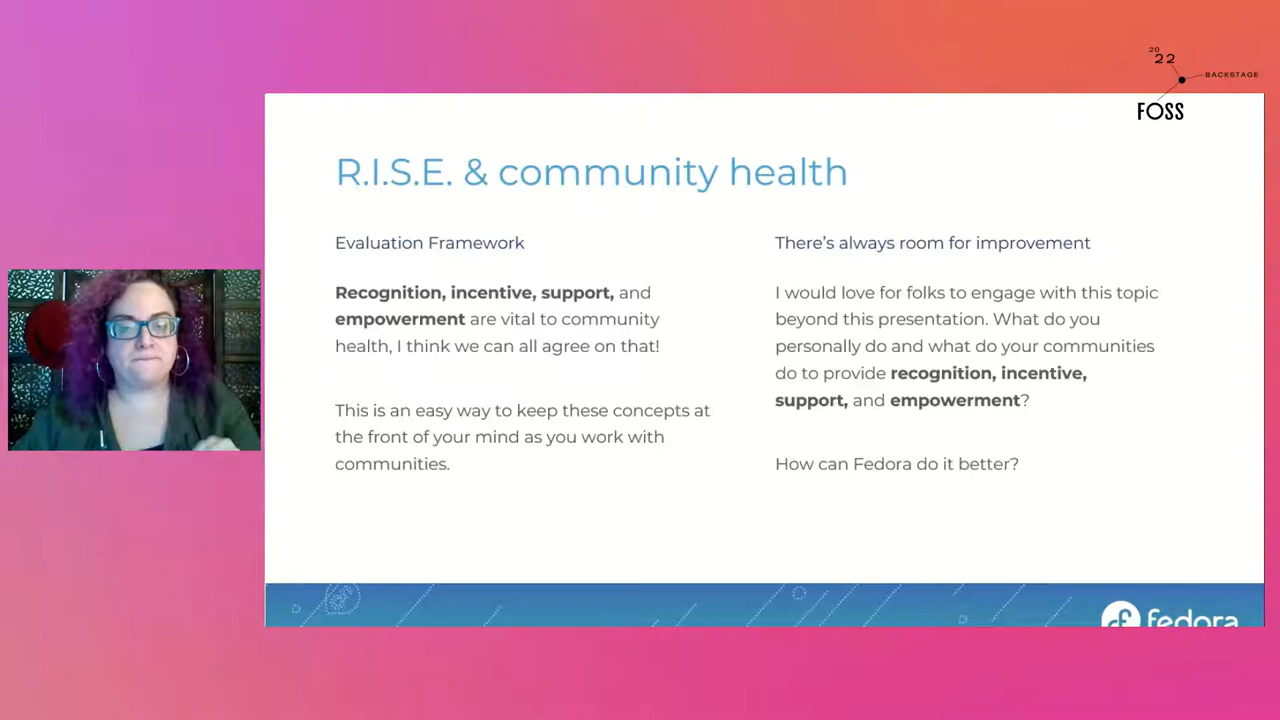 20
22
BACKSTAGE
FOSS
R.I.S.E. & community health
Evaluation Framework
Recognition, incentive, support, and
empowerment are vital to community
health, I think we can all agree on that!
This is an easy way to keep these concepts at
the front of your mind as you work with
communities.
There's always room for improvement
I would love for folks to engage with this topic
beyond this presentation. What do you
personally do and what do your communities
do to provide recognition, incentive,
support, and empowerment?
How can Fedora do it better?
fedora